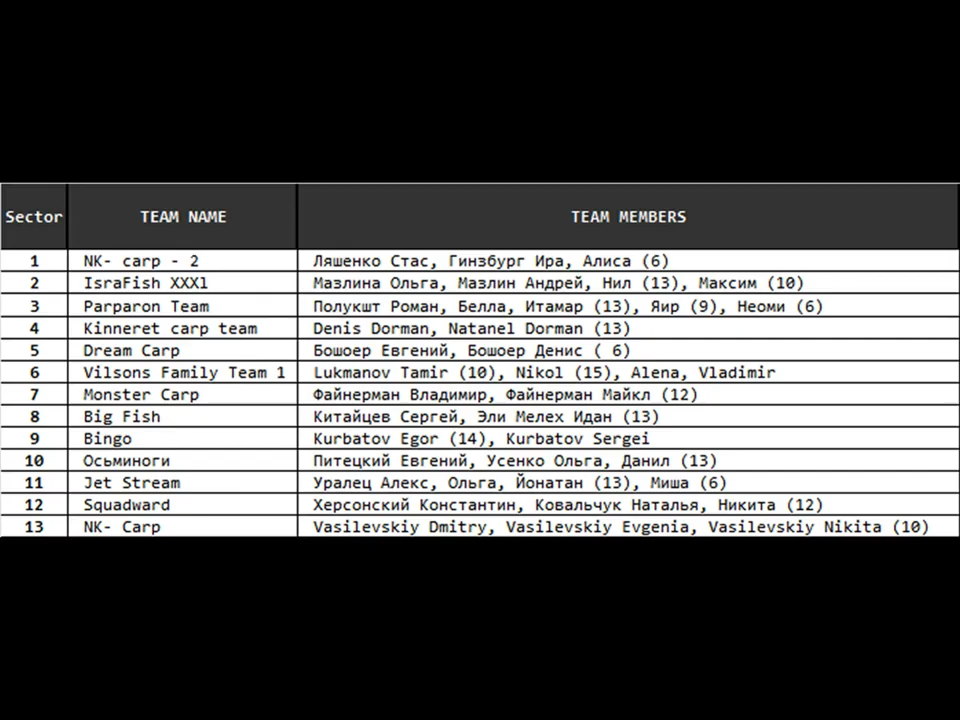 Sector TEAM NAME TEAM MEMBERS
1 NK- carp - 2 Ляшенко Стас, Гинзбург Ира, Алиса (6)
2 IsraFish XXXl Мазлина Ольга, Мазлин Андрей, Нил (13), Максим (10)
3 Parparon Team Полукшт Роман, Белла, Итамар (13), Яир (9), Неоми (6)
4 Kinneret carp team Denis Dorman, Natanel Dorman (13)
5 Dream Carp Бошоер Евгений, Бошоер Денис ( 6)
6 Vilsons Family Team 1 Lukmanov Tamir (10), Nikol (15), Alena, Vladimir
7 Monster Carp Файнерман Владимир, Файнерман Майкл (12)
8 Big Fish Китайцев Сергей, Эли Мелех Идан (13)
9 Bingo Kurbatov Egor (14), Kurbatov Sergei
10 Осьминоги Питецкий Евгений, Усенко Ольга, Данил (13)
11 Jet Stream Уралец Алекс, Ольга, Йонатан (13), Миша (6)
12 Squadward Херсонский Константин, Ковальчук Наталья, Никита (12)
13 NK- Carp Vasilevskiy Dmitry, Vasilevskiy Evgenia, Vasilevskiy Nikita (10)